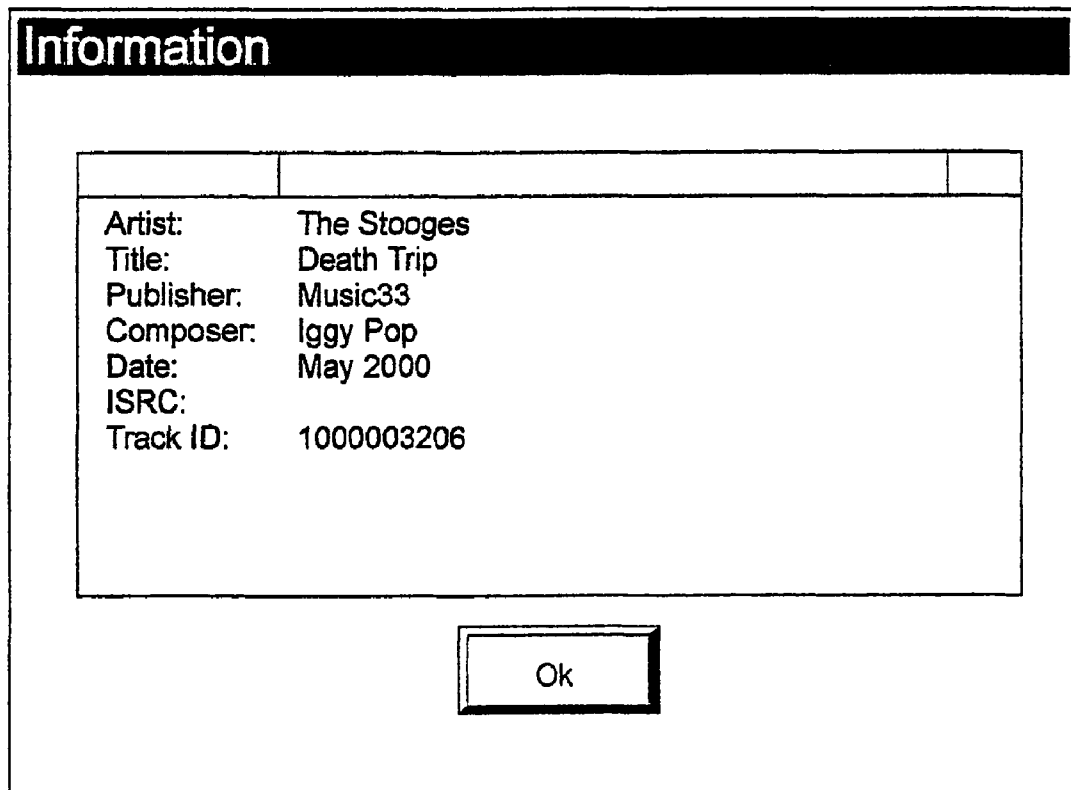 Information
Artist: The Stooges
Title: Death Trip
Publisher: Music33
Composer: Iggy Pop
Date: May 2000
ISRC:
Track ID: 1000003206
Ok